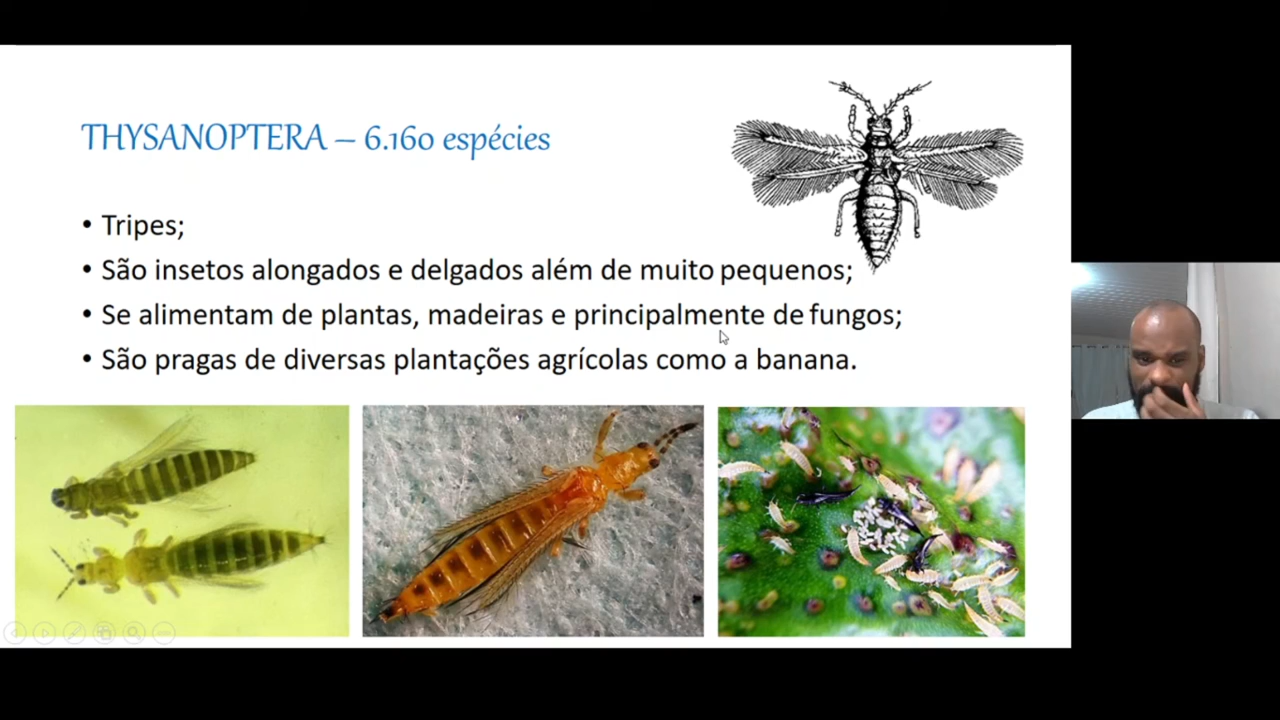 THYSANOPTERA – 6.160 espécies
• Tripes;
• São insetos alongados e delgados além de muito pequenos;
• Se alimentam de plantas, madeiras e principalmente de fungos;
• São pragas de diversas plantações agrícolas como a banana.